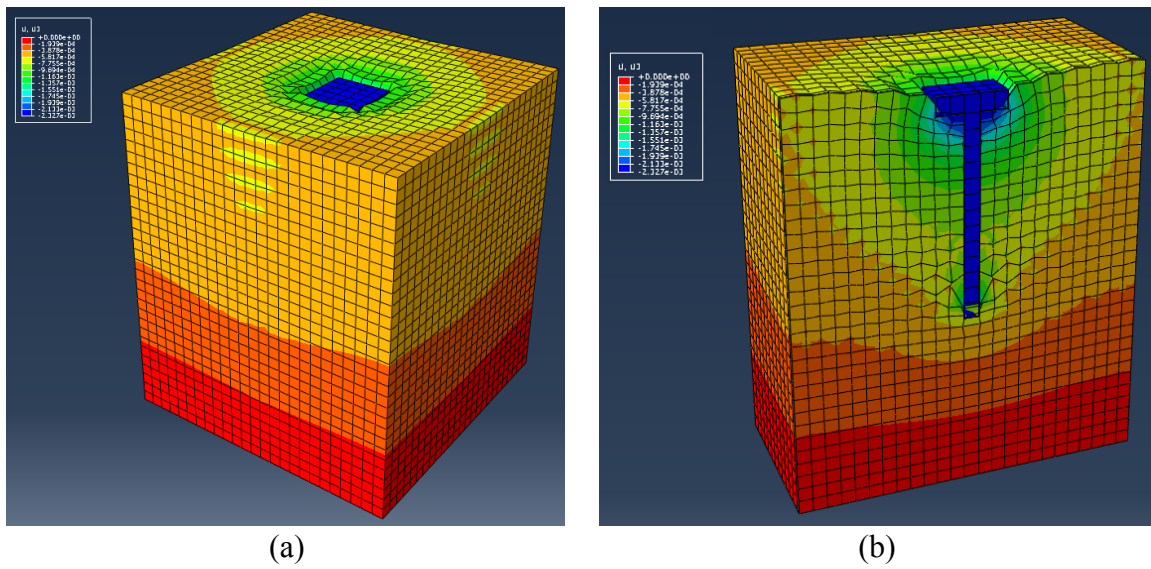 U, U3
+0.000e+00
-1.939e-04
-3.878e-04
-5.817e-04
-7.755e-04
-9.694e-04
-1.163e-03
-1.357e-03
-1.551e-03
-1.745e-03
-1.939e-03
-2.133e-03
-2.327e-03
U, U3
+0.000e+00
-1.939e-04
-3.878e-04
-5.817e-04
-7.755e-04
-9.694e-04
-1.163e-03
-1.357e-03
-1.551e-03
-1.745e-03
-1.939e-03
-2.133e-03
-2.327e-03
(a)
(b)